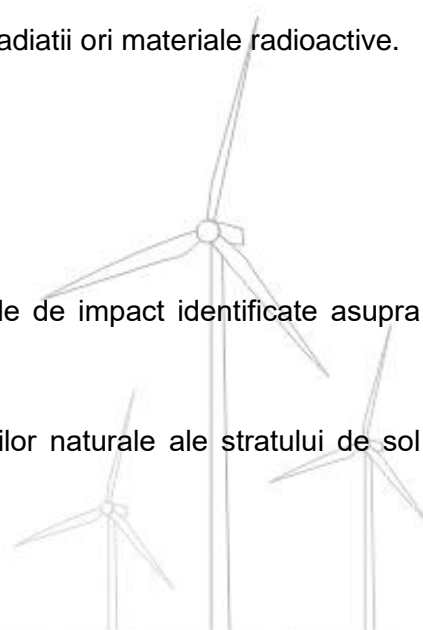 adiatii ori materiale radioactive.
le de impact identificate asupra
ilor naturale ale stratului de sol